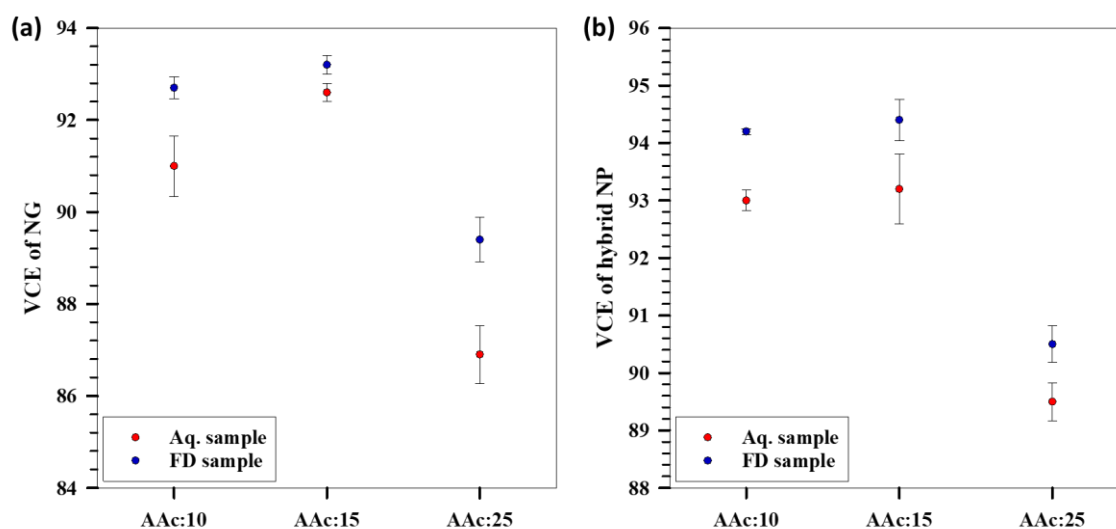 (a)
94
92
90
88
86
84
VCE of NG
Aq. sample
FD sample
AAc:10 AAc:15 AAc:25
(b)
96
95
94
93
92
91
90
89
88
VCE of hybrid NP
Aq. sample
FD sample
AAc:10 AAc:15 AAc:25